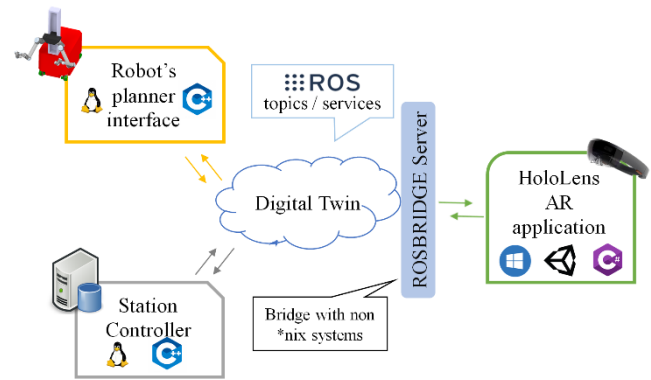 Robot's
planner
interface
C++
ROS
topics / services
ROSBRIDGE Server
Digital Twin
HoloLens
AR
application
C#
Station
Controller
C++
Bridge with non
*nix systems